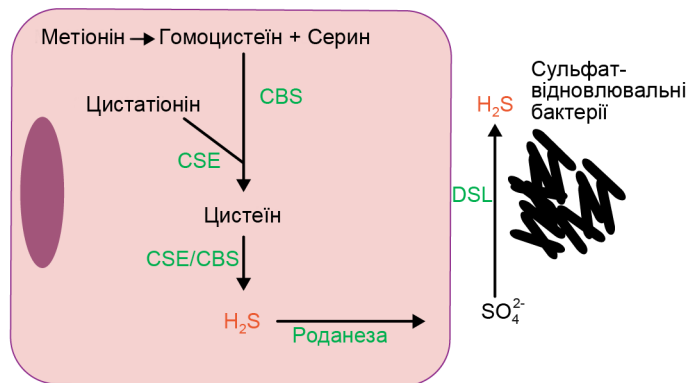 Метіонін → Гомоцистеїн + Серин
CBS
Цистатіонін
CSE
Цистеїн
CSE/CBS
H₂S
Роданеза
Сульфат-
відновлювальні
бактерії
H₂S
DSL
SO₄²⁻